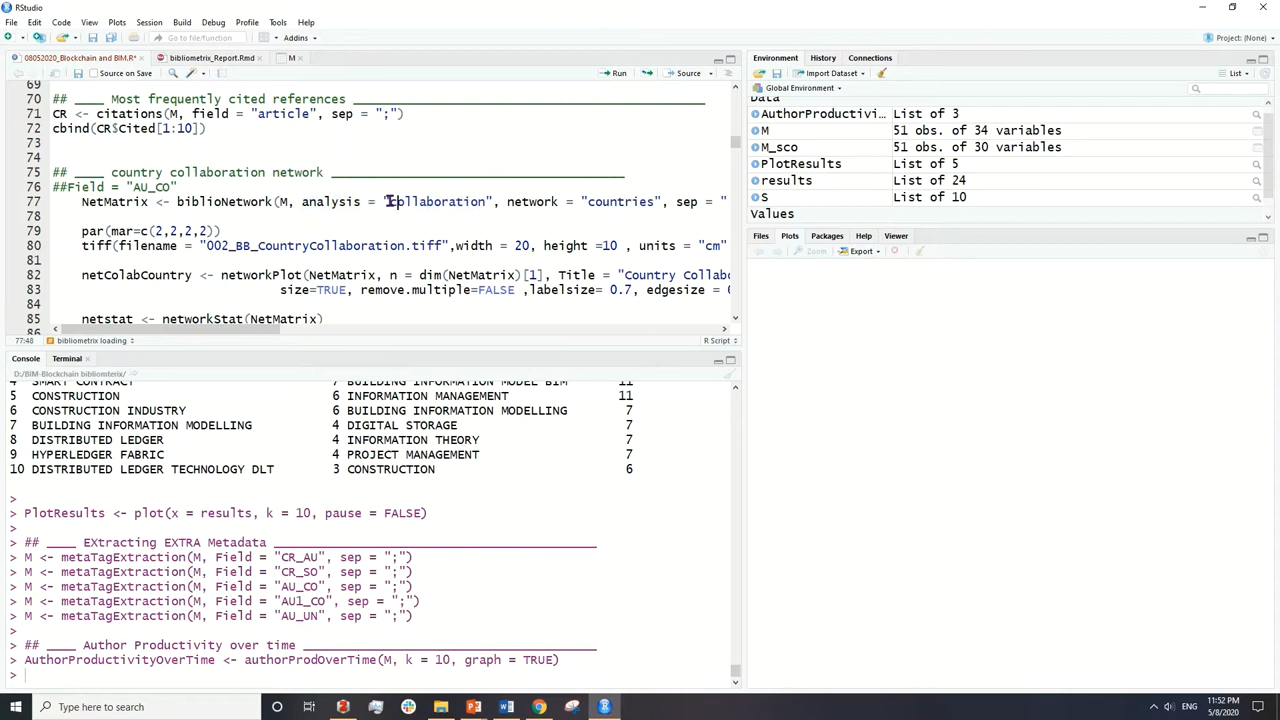 RStudio
File Edit Code View Plots Session Build Debug Profile Tools Help
Go to file/function Addins Project: (None)
08052020_Blockchain and BIM.R* bibliometrix_Report.Rmd M
Source on Save Run Source
69
70 ## ____ Most frequently cited references _________________________________________________
71 CR <- citations(M, field = "article", sep = ";")
72 cbind(CR$Cited[1:10])
73
74
75 ## ____ country collaboration network ________________________________________
76 ##Field = "AU_CO"
77 NetMatrix <- biblioNetwork(M, analysis = "collaboration", network = "countries", sep = "
78
79 par(mar=c(2,2,2,2))
80 tiff(filename = "002_BB_CountryCollaboration.tiff",width = 20, height =10 , units = "cm"
81
82 netColabCountry <- networkPlot(NetMatrix, n = dim(NetMatrix)[1], Title = "Country Collabo
83 size=TRUE, remove.multiple=FALSE ,labelsize= 0.7, edgesize = 6
84
85 netstat <- networkStat(NetMatrix)
86
77:48 bibliometrix loading R Script
Console Terminal
D:/BIM-Blockchain bibliomterix/
4 SMART CONTRACT 7 BUILDING INFORMATION MODEL BIM 11
5 CONSTRUCTION 6 INFORMATION MANAGEMENT 11
6 CONSTRUCTION INDUSTRY 6 BUILDING INFORMATION MODELLING 7
7 BUILDING INFORMATION MODELLING 4 DIGITAL STORAGE 7
8 DISTRIBUTED LEDGER 4 INFORMATION THEORY 7
9 HYPERLEDGER FABRIC 4 PROJECT MANAGEMENT 7
10 DISTRIBUTED LEDGER TECHNOLOGY DLT 3 CONSTRUCTION 6
>
> PlotResults <- plot(x = results, k = 10, pause = FALSE)
>
> ## ____ EXtracting EXTRA Metadata ____________________________________________
> M <- metaTagExtraction(M, Field = "CR_AU", sep = ";")
> M <- metaTagExtraction(M, Field = "CR_SO", sep = ";")
> M <- metaTagExtraction(M, Field = "AU_CO", sep = ";")
> M <- metaTagExtraction(M, Field = "AU1_CO", sep = ";")
> M <- metaTagExtraction(M, Field = "AU_UN", sep = ";")
>
> ## ____ Author Productivity over time _________________________________________
> AuthorProductivityOverTime <- authorProdOverTime(M, k = 10, graph = TRUE)
>
Environment History Connections
Import Dataset List
Global Environment
Data
AuthorProductivi… List of 3
M 51 obs. of 34 variables
M_sco 51 obs. of 30 variables
PlotResults List of 5
results List of 24
S List of 10
Values
Files Plots Packages Help Viewer
Zoom Export
Type here to search
ENG
11:52 PM
5/8/2020